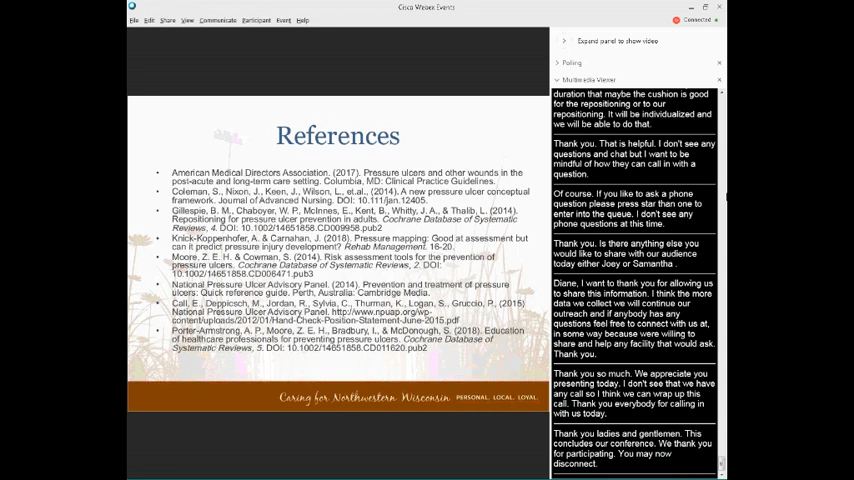 Cisco Webex Events
File Edit Share View Communicate Participant Event Help
Connected
Expand panel to show video
Polling
Multimedia Viewer
References
• American Medical Directors Association. (2017). Pressure ulcers and other wounds in the
post-acute and long-term care setting. Columbia, MD: Clinical Practice Guidelines.
• Coleman, S., Nixon, J., Keen, J., Wilson, L., et.al., (2014). A new pressure ulcer conceptual
framework. Journal of Advanced Nursing. DOI: 10.111/jan.12405.
• Gillespie, B. M., Chaboyer, W. P., McInnes, E., Kent, B., Whitty, J. A., & Thalib, L. (2014).
Repositioning for pressure ulcer prevention in adults. Cochrane Database of Systematic
Reviews, 4. DOI: 10.1002/14651858.CD009958.pub2
• Knick-Koppenhofer, A. & Carnahan, J. (2018). Pressure mapping: Good at assessment but
can it predict pressure injury development? Rehab Management. 16-20.
• Moore, Z. E. H. & Cowman, S. (2014). Risk assessment tools for the prevention of
pressure ulcers. Cochrane Database of Systematic Reviews, 2. DOI:
10.1002/14651858.CD006471.pub3
• National Pressure Ulcer Advisory Panel. (2014). Prevention and treatment of pressure
ulcers: Quick reference guide. Perth, Australia: Cambridge Media.
• Call, E., Deppisch, M., Jordan, R., Sylvia, C., Thurman, K., Logan, S., Gruccio, P., (2015)
National Pressure Ulcer Advisory Panel. http://www.npuap.org/wp-
content/uploads/2012/01/Hand-Check-Position-Statement-June-2015.pdf
• Porter-Armstrong, A. P., Moore, Z. E. H., Bradbury, I., & McDonough, S. (2018). Education
of healthcare professionals for preventing pressure ulcers. Cochrane Database of
Systematic Reviews, 5. DOI: 10.1002/14651858.CD011620.pub2
Caring for Northwestern Wisconsin PERSONAL. LOCAL. LOYAL.
duration that maybe the cushion is good
for the repositioning or to our
repositioning. It will be individualized and
we will be able to do that.
Thank you. That is helpful. I don't see any
questions and chat but I want to be
mindful of how they can call in with a
question.
Of course. If you like to ask a phone
question please press star than one to
enter into the queue. I don't see any
phone questions at this time.
Thank you. Is there anything else you
would like to share with our audience
today either Joey or Samantha .
Diane, I want to thank you for allowing us
to share this information. I think the more
data we collect we will continue our
outreach and if anybody has any
questions feel free to connect with us at,
in some way because were willing to
share and help any facility that would ask.
Thank you.
Thank you so much. We appreciate you
presenting today. I don't see that we have
any call so I think we can wrap up this
call. Thank you everybody for calling in
with us today.
Thank you ladies and gentlemen. This
concludes our conference. We thank you
for participating. You may now
disconnect.